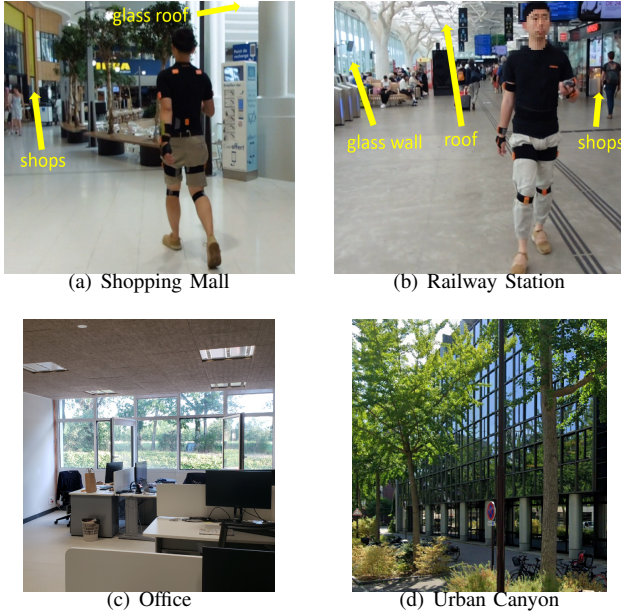 glass roof
shops
(a) Shopping Mall
glass wall
roof
shops
(b) Railway Station
(c) Office
(d) Urban Canyon